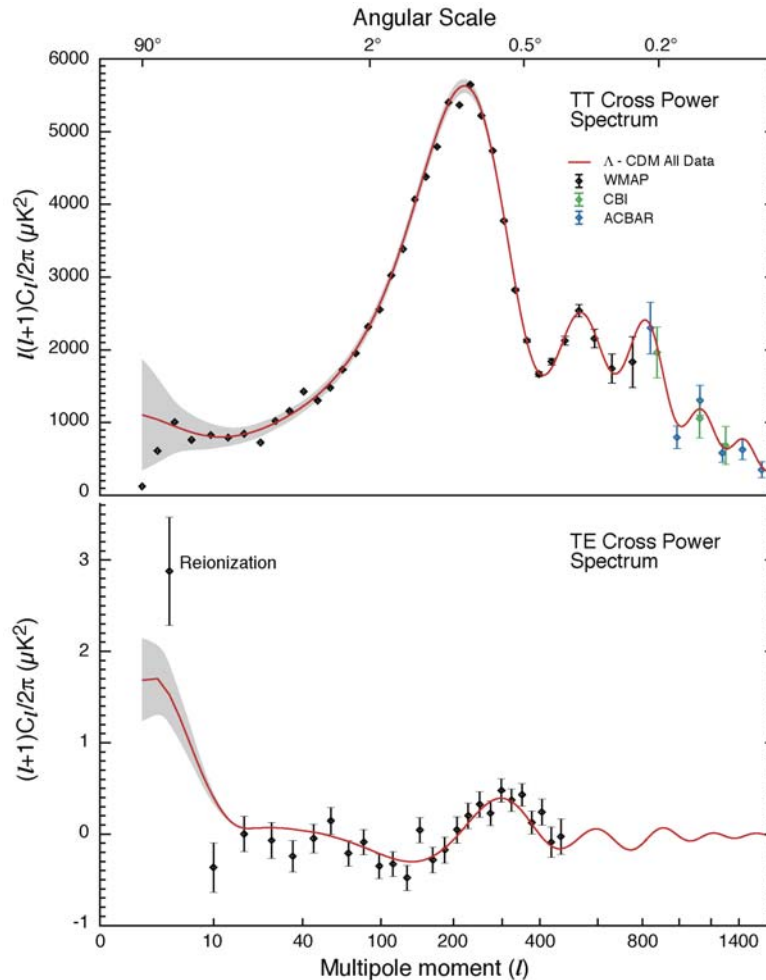 Angular Scale
90° 2° 0.5° 0.2°
6000
5000
4000
3000
2000
1000
0
l(l+1)Cl/2π (μK²)
TT Cross Power
Spectrum
Λ - CDM All Data
WMAP
CBI
ACBAR
3
2
1
0
-1
(l+1)Cl/2π (μK²)
Reionization
TE Cross Power
Spectrum
0 10 40 100 200 400 800 1400
Multipole moment (l)